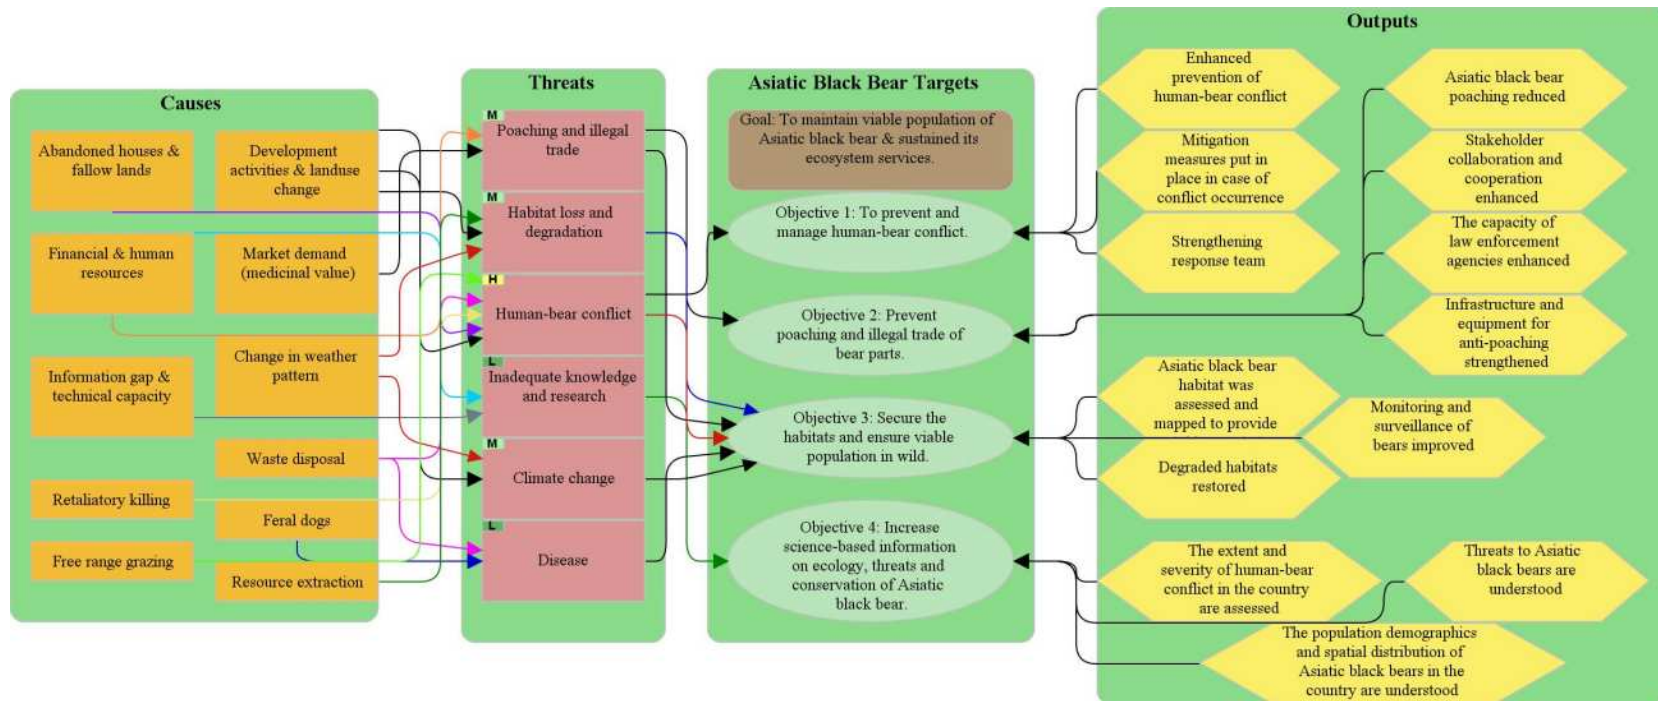 Causes
Abandoned houses &
fallow lands
Development
activities & landuse
change
Financial & human
resources
Market demand
(medicinal value)
Change in weather
pattern
Information gap &
technical capacity
Waste disposal
Retaliatory killing
Feral dogs
Free range grazing
Resource extraction
Threats
M
Poaching and illegal
trade
M
Habitat loss and
degradation
H
Human-bear conflict
L
Inadequate knowledge
and research
M
Climate change
L
Disease
Asiatic Black Bear Targets
Goal: To maintain viable population of
Asiatic black bear & sustained its
ecosystem services.
Objective 1: To prevent and
manage human-bear conflict.
Objective 2: Prevent
poaching and illegal trade of
bear parts.
Objective 3: Secure the
habitats and ensure viable
population in wild.
Objective 4: Increase
science-based information
on ecology, threats and
conservation of Asiatic
black bear.
Outputs
Enhanced
prevention of
human-bear conflict
Asiatic black bear
poaching reduced
Mitigation
measures put in
place in case of
conflict occurrence
Stakeholder
collaboration and
cooperation
enhanced
Strengthening
response team
The capacity of
law enforcement
agencies enhanced
Infrastructure and
equipment for
anti-poaching
strengthened
Asiatic black bear
habitat was
assessed and
mapped to provide
Monitoring and
surveillance of
bears improved
Degraded habitats
restored
The extent and
severity of human-bear
conflict in the country
are assessed
Threats to Asiatic
black bears are
understood
The population demographics
and spatial distribution of
Asiatic black bears in the
country are understood